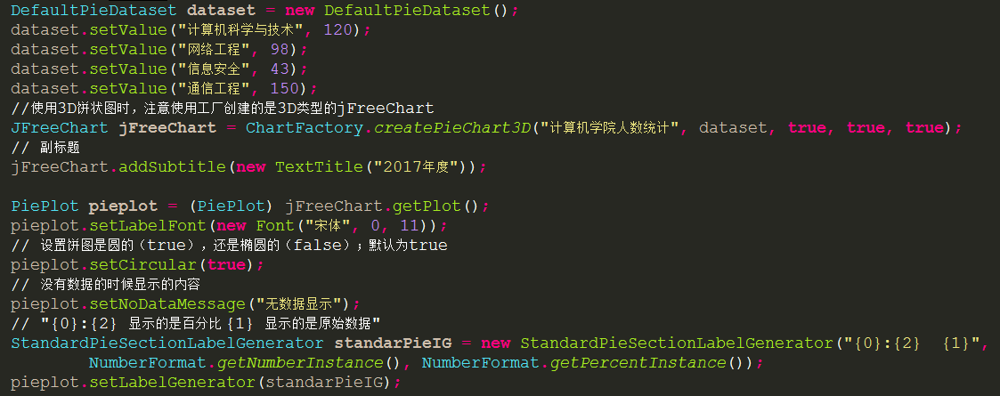 DefaultPieDataset dataset = new DefaultPieDataset();
dataset.setValue("计算机科学与技术", 120);
dataset.setValue("网络工程", 98);
dataset.setValue("信息安全", 43);
dataset.setValue("通信工程", 150);
//使用3D饼状图时，注意使用工厂创建的是3D类型的jFreeChart
JFreeChart jFreeChart = ChartFactory.createPieChart3D("计算机学院人数统计", dataset, true, true, true);
// 副标题
jFreeChart.addSubtitle(new TextTitle("2017年度"));
PiePlot pieplot = (PiePlot) jFreeChart.getPlot();
pieplot.setLabelFont(new Font("宋体", 0, 11));
// 设置饼图是圆的（true），还是椭圆的（false）；默认为true
pieplot.setCircular(true);
// 没有数据的时候显示的内容
pieplot.setNoDataMessage("无数据显示");
// "{0}:{2} 显示的是百分比 {1} 显示的是原始数据"
StandardPieSectionLabelGenerator standarPieIG = new StandardPieSectionLabelGenerator("{0}:{2}  {1}",
NumberFormat.getNumberInstance(), NumberFormat.getPercentInstance());
pieplot.setLabelGenerator(standarPieIG);